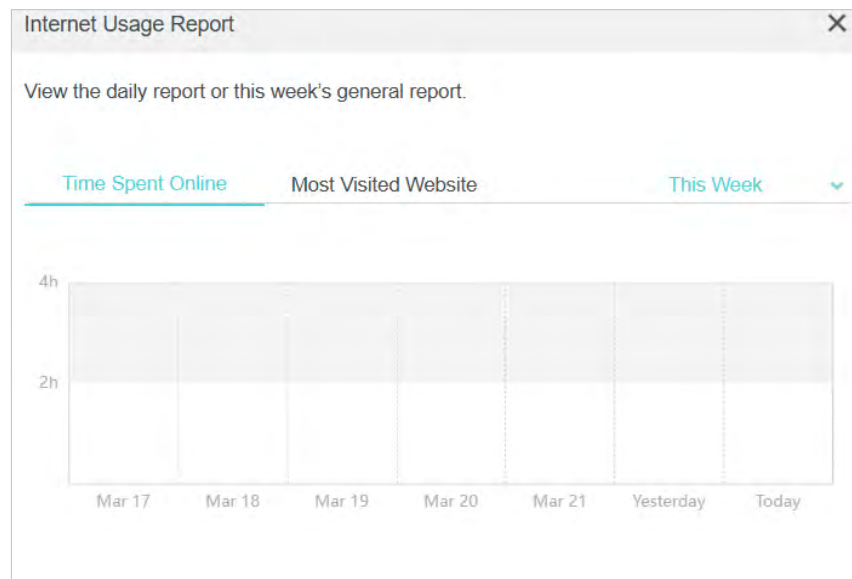 Internet Usage Report
View the daily report or this week’s general report.
Time Spent Online Most Visited Website This Week
4h
2h
Mar 17 Mar 18 Mar 19 Mar 20 Mar 21 Yesterday Today